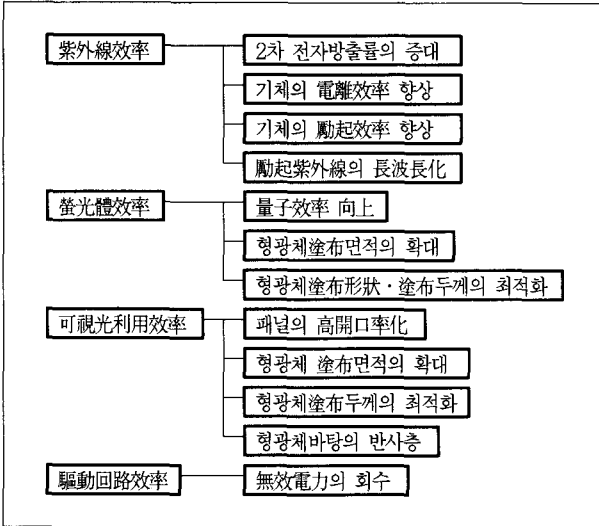 紫外線效率
2차 전자방출률의 증대
기체의 電離效率 향상
기체의 勵起效率 향상
勵起紫外線의 長波長化
螢光體效率
量子效率 向上
형광체塗布면적의 확대
형광체塗布形狀·塗布두께의 최적화
可視光利用效率
패널의 高開口率化
형광체 塗布면적의 확대
형광체塗布두께의 최적화
형광체바탕의 반사층
驅動回路效率
無效電力의 회수